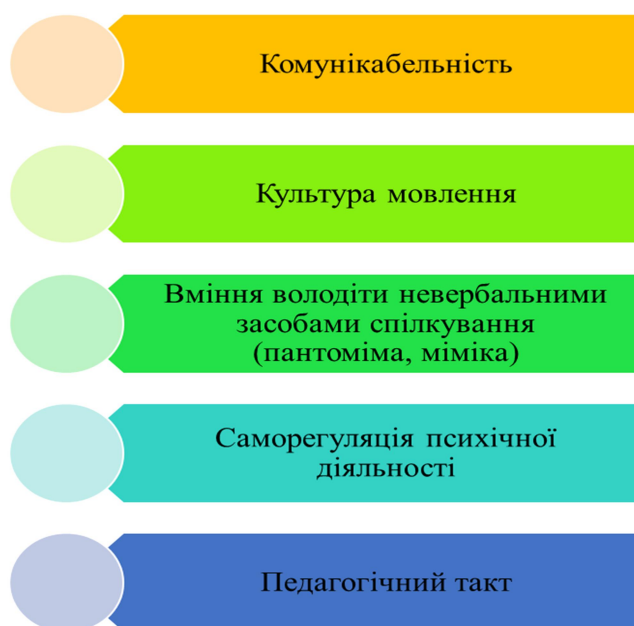 Комунікабельність
Культура мовлення
Вміння володіти невербальними
засобами спілкування
(пантоміма, міміка)
Саморегуляція психічної
діяльності
Педагогічний такт